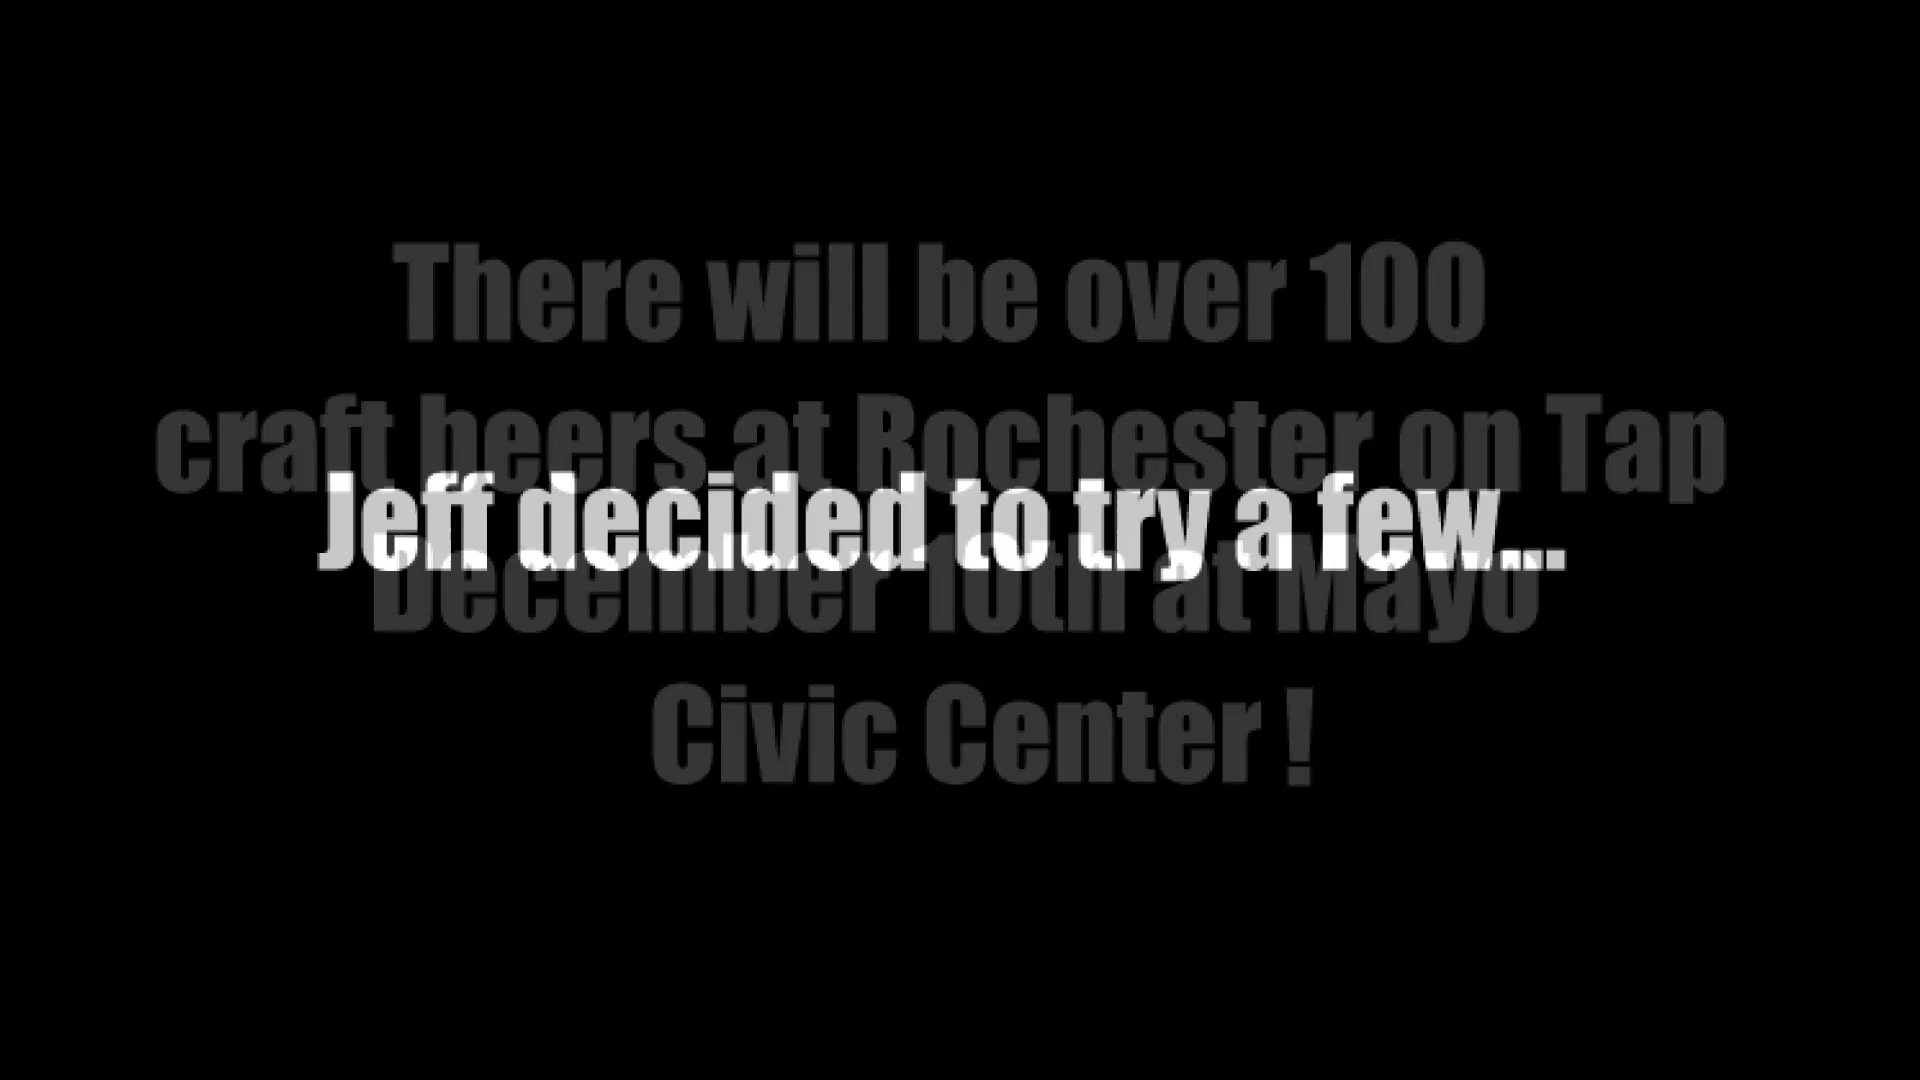 There will be over 100
craft beers at Rochester on Tap
Jeff decided to try a few...
December 10th at Mayo
Civic Center !